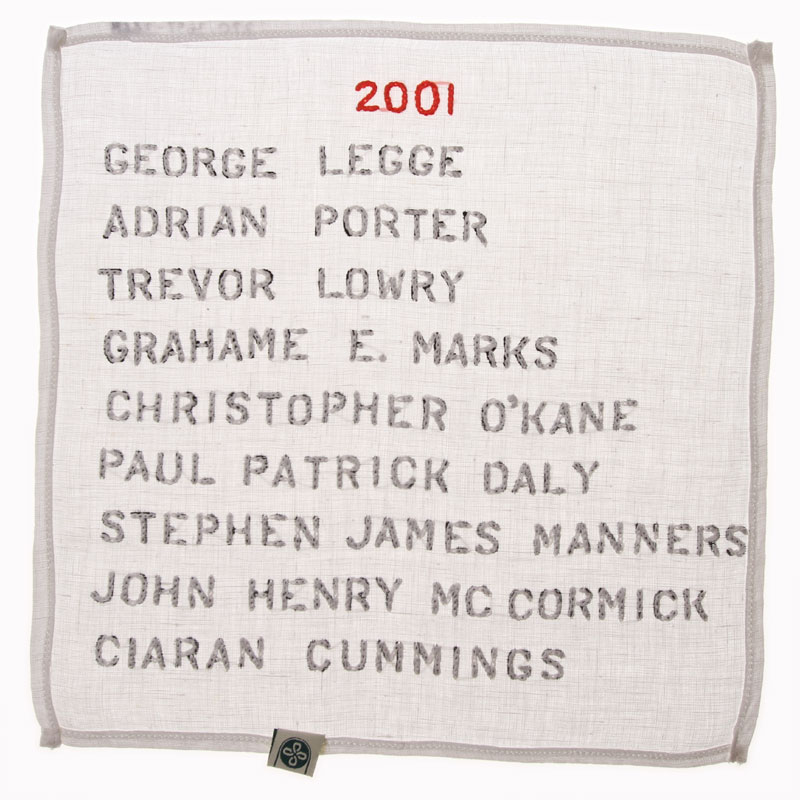 2001
GEORGE LEGGE
ADRIAN PORTER
TREVOR LOWRY
GRAHAME E. MARKS
CHRISTOPHER O'KANE
PAUL PATRICK DALY
STEPHEN JAMES MANNERS
JOHN HENRY MC CORMICK
CIARAN CUMMINGS